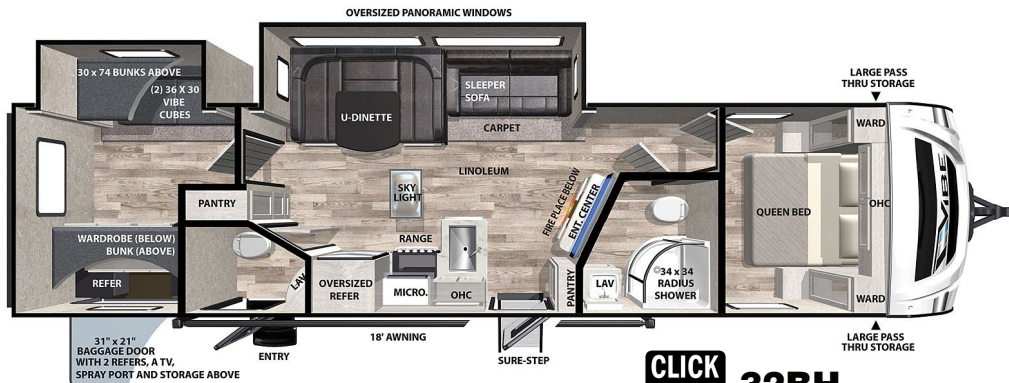 OVERSIZED PANORAMIC WINDOWS
30 x 74 BUNKS ABOVE
(2) 36 X 30
VIBE
CUBES
U-DINETTE
SLEEPER
SOFA
CARPET
LARGE PASS
THRU STORAGE
WARD
LINOLEUM
SKY
LIGHT
PANTRY
FIRE PLACE BELOW
ENT. CENTER
QUEEN BED
OHC
VIBE
WARDROBE (BELOW)
BUNK (ABOVE)
REFER
LAV
RANGE
OVERSIZED
REFER
MICRO.
OHC
PANTRY
LAV
34 x 34
RADIUS
SHOWER
WARD
31" x 21"
BAGGAGE DOOR
WITH 2 REFERS, A TV,
SPRAY PORT AND STORAGE ABOVE
ENTRY
18' AWNING
SURE-STEP
LARGE PASS
THRU STORAGE
CLICK